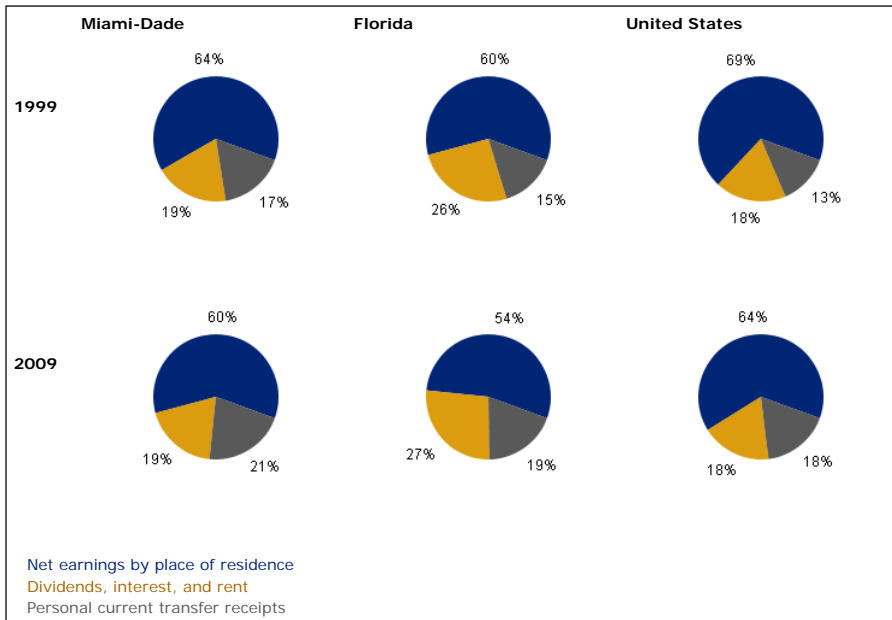 Miami-Dade Florida United States
64% 60% 69%
1999
19% 17% 26% 15% 18% 13%
60% 54% 64%
2009
19% 21% 27% 19% 18% 18%
Net earnings by place of residence
Dividends, interest, and rent
Personal current transfer receipts